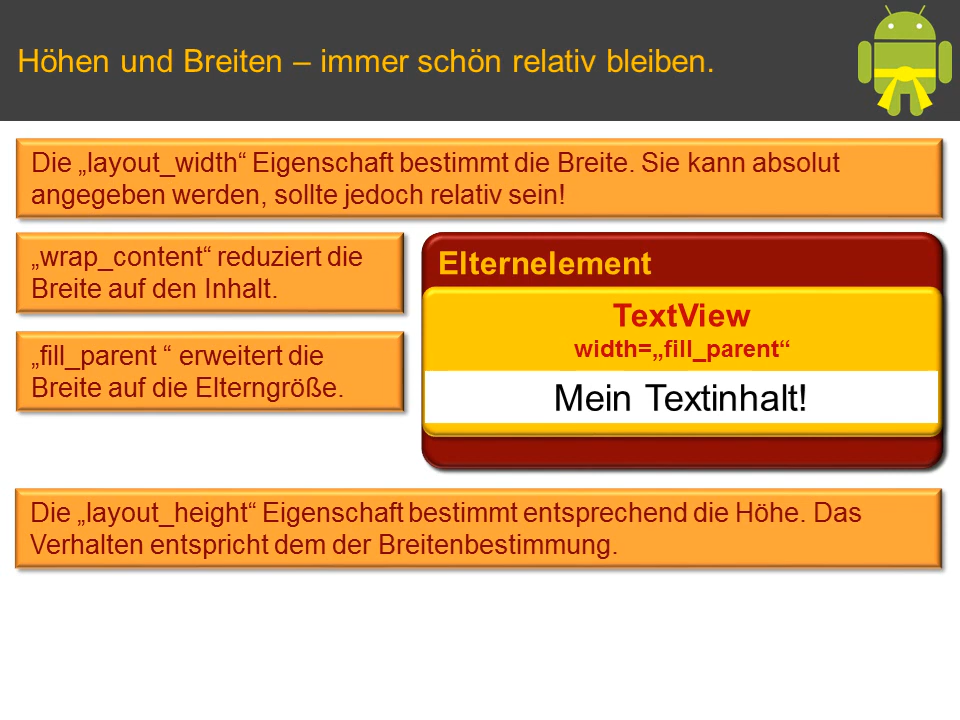 Höhen und Breiten – immer schön relativ bleiben.
Die „layout_width“ Eigenschaft bestimmt die Breite. Sie kann absolut
angegeben werden, sollte jedoch relativ sein!
„wrap_content“ reduziert die
Breite auf den Inhalt.
„fill_parent “ erweitert die
Breite auf die Elterngröße.
Elternelement
TextView
width=„fill_parent“
Mein Textinhalt!
Die „layout_height“ Eigenschaft bestimmt entsprechend die Höhe. Das
Verhalten entspricht dem der Breitenbestimmung.